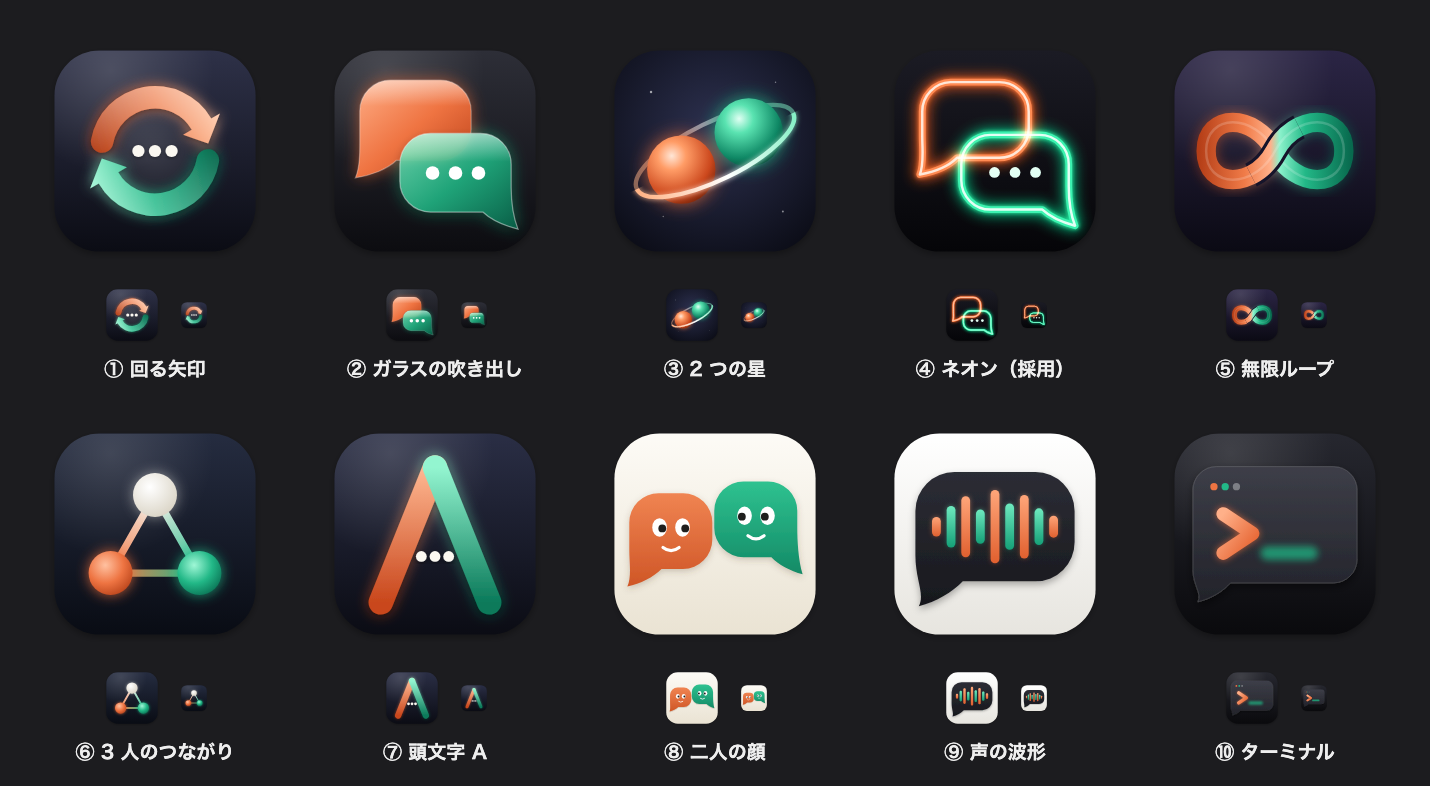 ① 回る矢印
② ガラスの吹き出し
③ 2 つの星
④ ネオン（採用）
⑤ 無限ループ
⑥ 3 人のつながり
⑦ 頭文字 A
⑧ 二人の顔
⑨ 声の波形
⑩ ターミナル